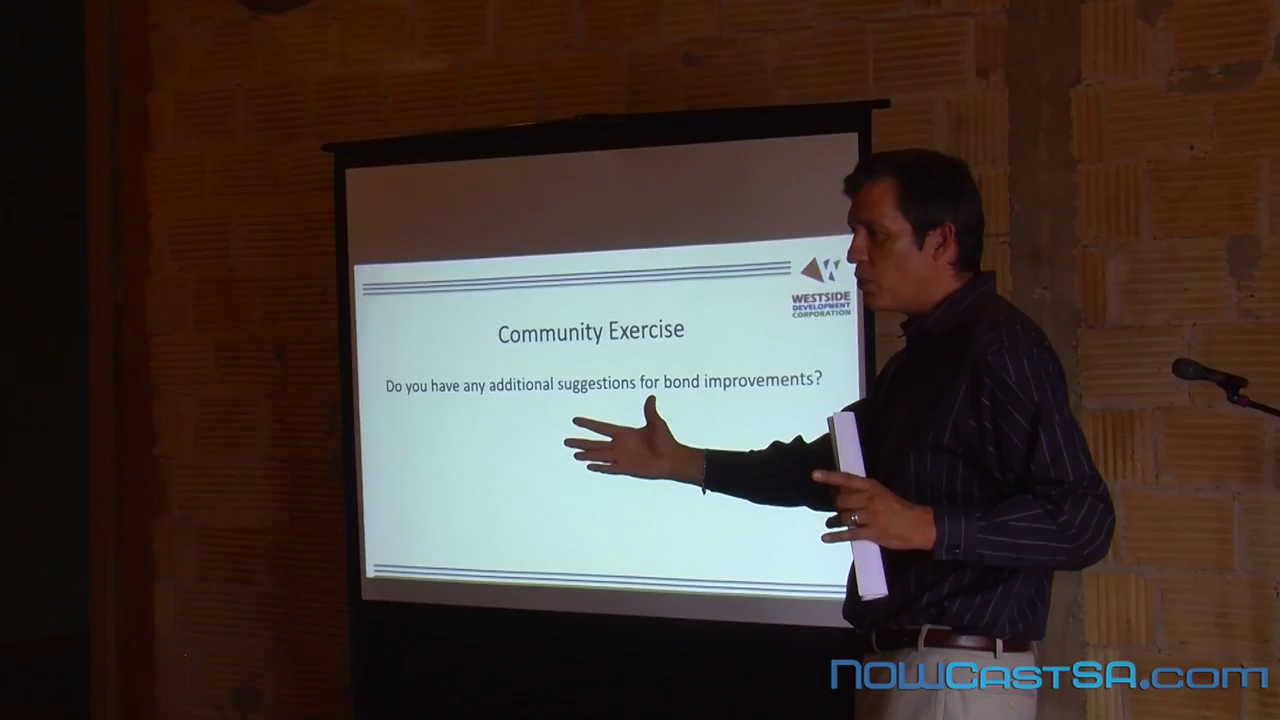 W
WESTSIDE
DEVELOPMENT
CORPORATION
Community Exercise
Do you have any additional suggestions for bond improvements?
NowCastSA.com